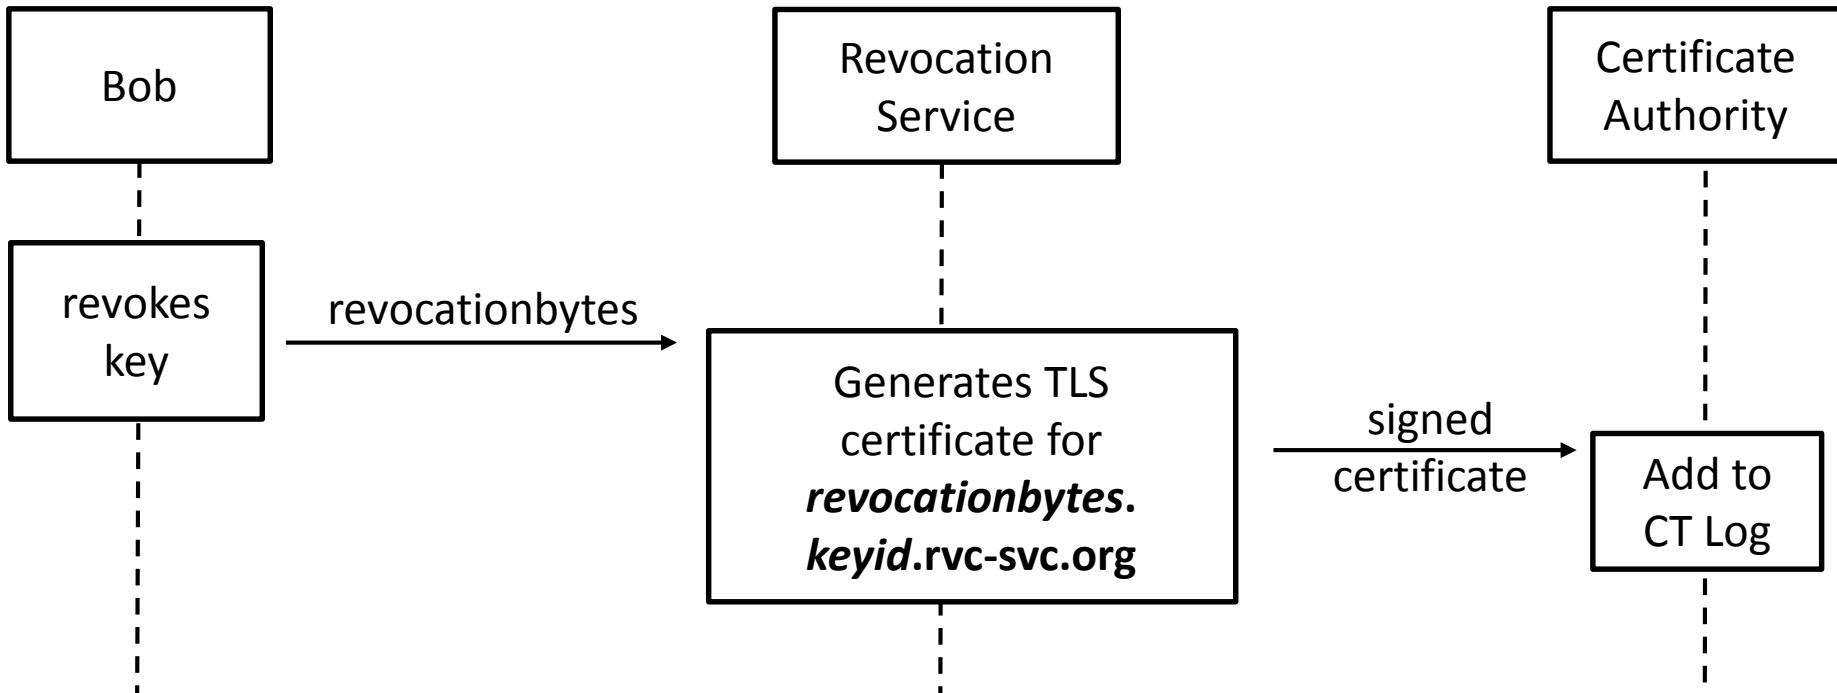 Bob
Revocation
Service
Certificate
Authority
revokes
key
revocationbytes
Generates TLS
certificate for
revocationbytes.
keyid.rvc-svc.org
signed
certificate
Add to
CT Log